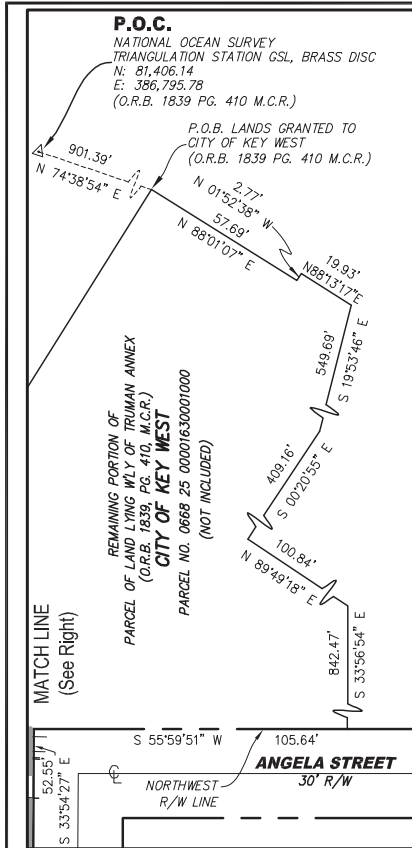 P.O.C.
NATIONAL OCEAN SURVEY
TRIANGULATION STATION GSL, BRASS DISC
N: 81,406.14
E: 386,795.78
(O.R.B. 1839 PG. 410 M.C.R.)
P.O.B. LANDS GRANTED TO
CITY OF KEY WEST
(O.R.B. 1839 PG. 410 M.C.R.)
901.39'
N 74°38'54" E
2.77'
N 01°52'38" W
57.69'
N 88°01'07" E
19.93'
N88°13'17"E
549.69'
S 19°53'46" E
409.16'
S 00°20'55" E
100.84'
N 89°49'18" E
842.47'
S 33°56'54" E
REMAINING PORTION OF
PARCEL OF LAND LYING W'LY OF TRUMAN ANNEX
(O.R.B. 1839, PG. 410, M.C.R.)
CITY OF KEY WEST
PARCEL NO. 0668 25 00001630001000
(NOT INCLUDED)
MATCH LINE
(See Right)
S 55°59'51" W 105.64'
52.55'
S 33°54'27" E
ANGELA STREET
30' R/W
NORTHWEST
R/W LINE